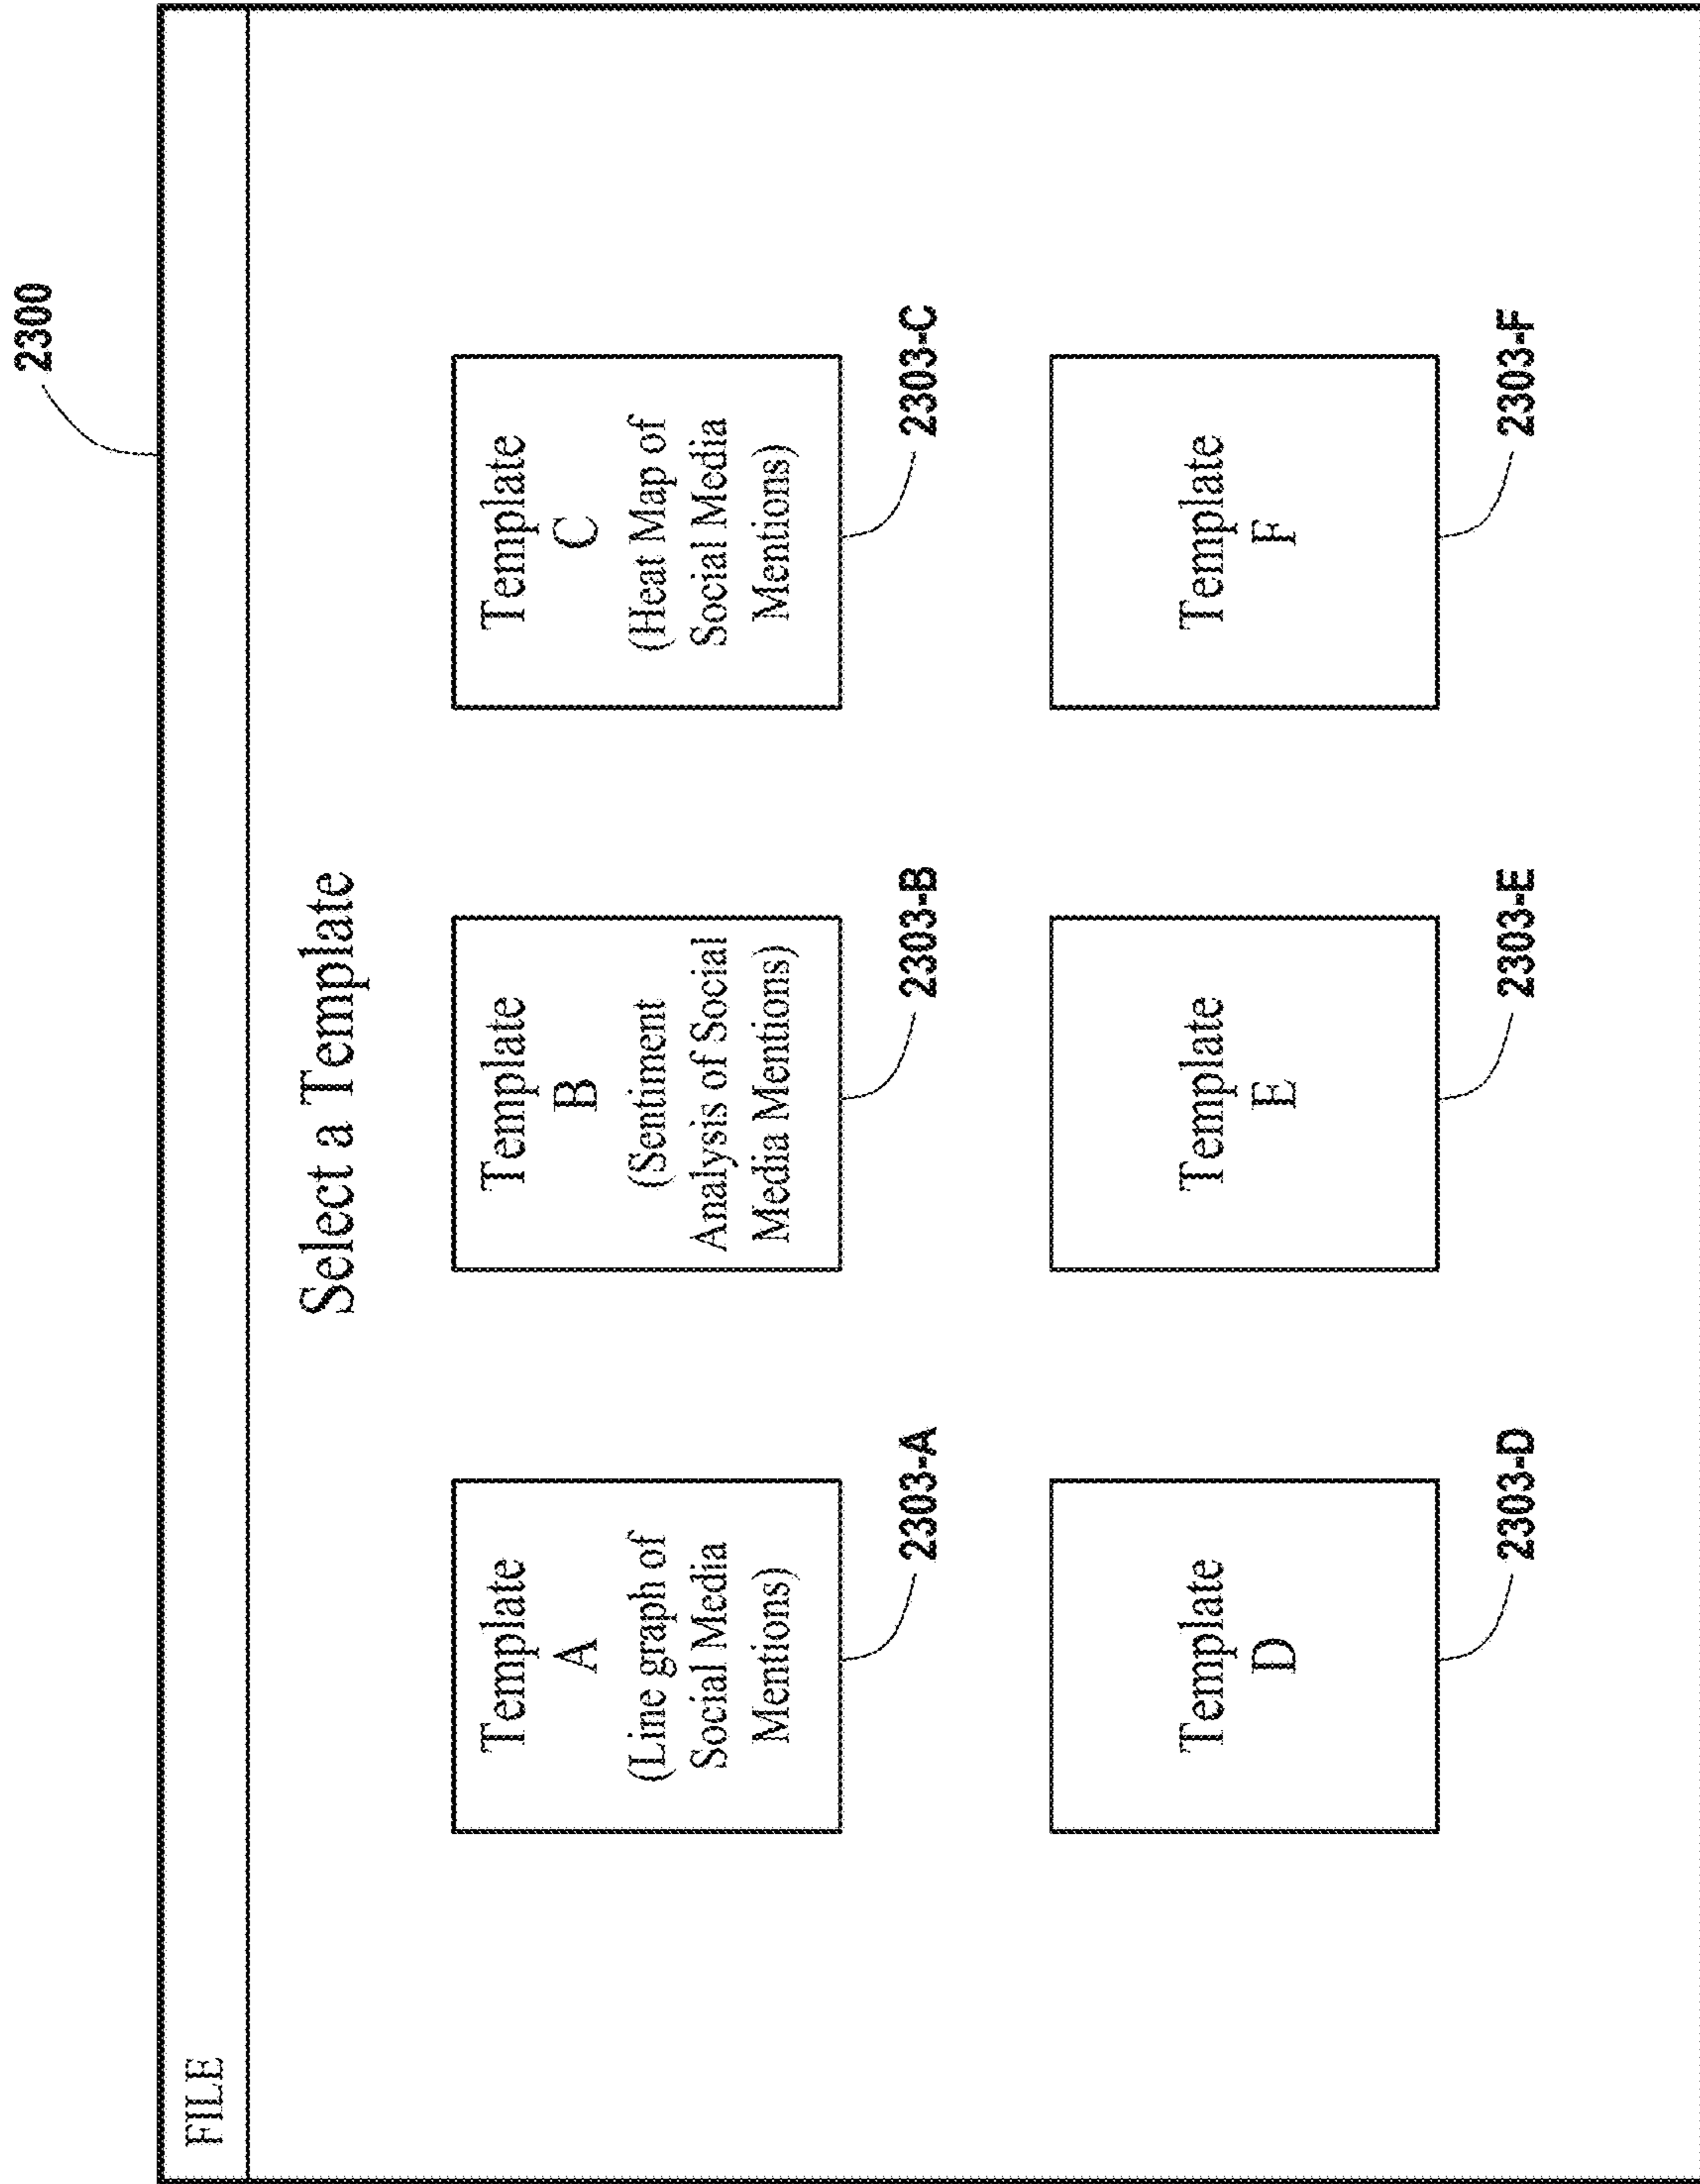 2300
FILE
Select a Template
Template
A
(Line graph of
Social Media
Mentions)
2303-A
Template
B
(Sentiment
Analysis of Social
Media Mentions)
2303-B
Template
C
(Heat Map of
Social Media
Mentions)
2303-C
Template
D
2303-D
Template
E
2303-E
Template
F
2303-F